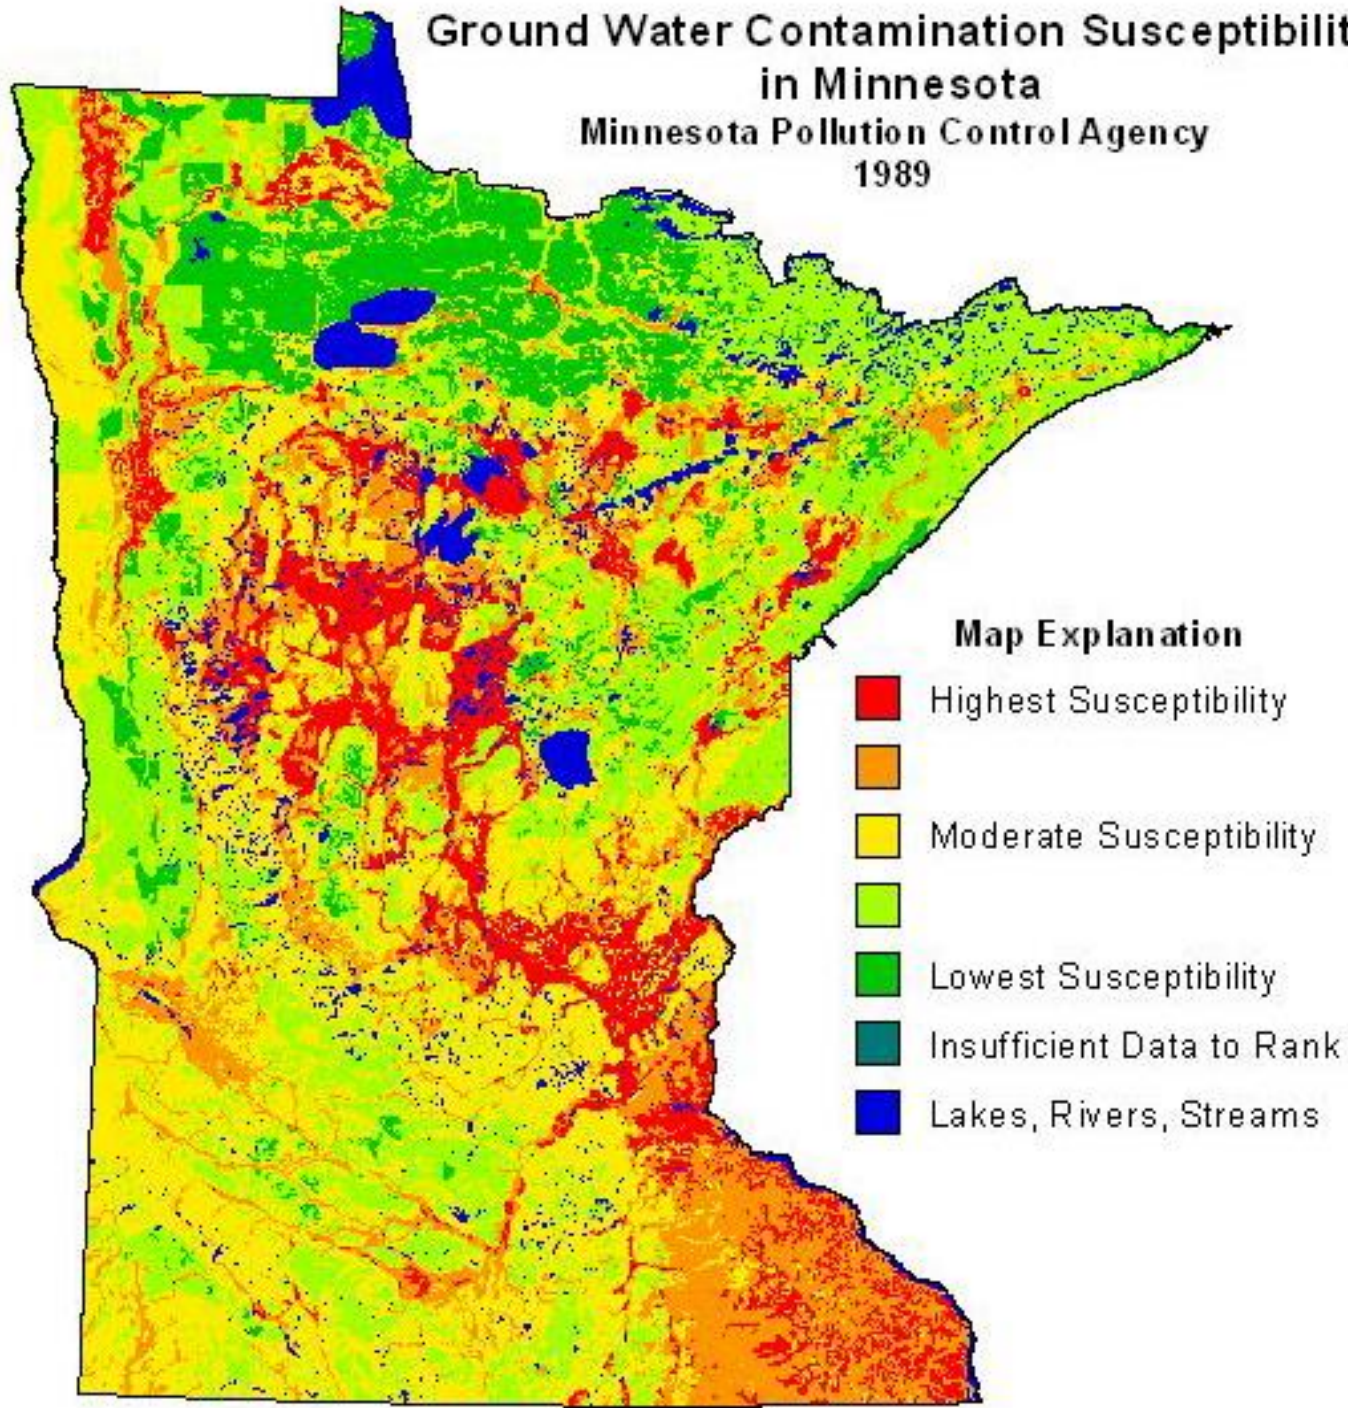 Ground Water Contamination Susceptibilit
in Minnesota
Minnesota Pollution Control Agency
1989
Map Explanation
Highest Susceptibility
Moderate Susceptibility
Lowest Susceptibility
Insufficient Data to Rank
Lakes, Rivers, Streams